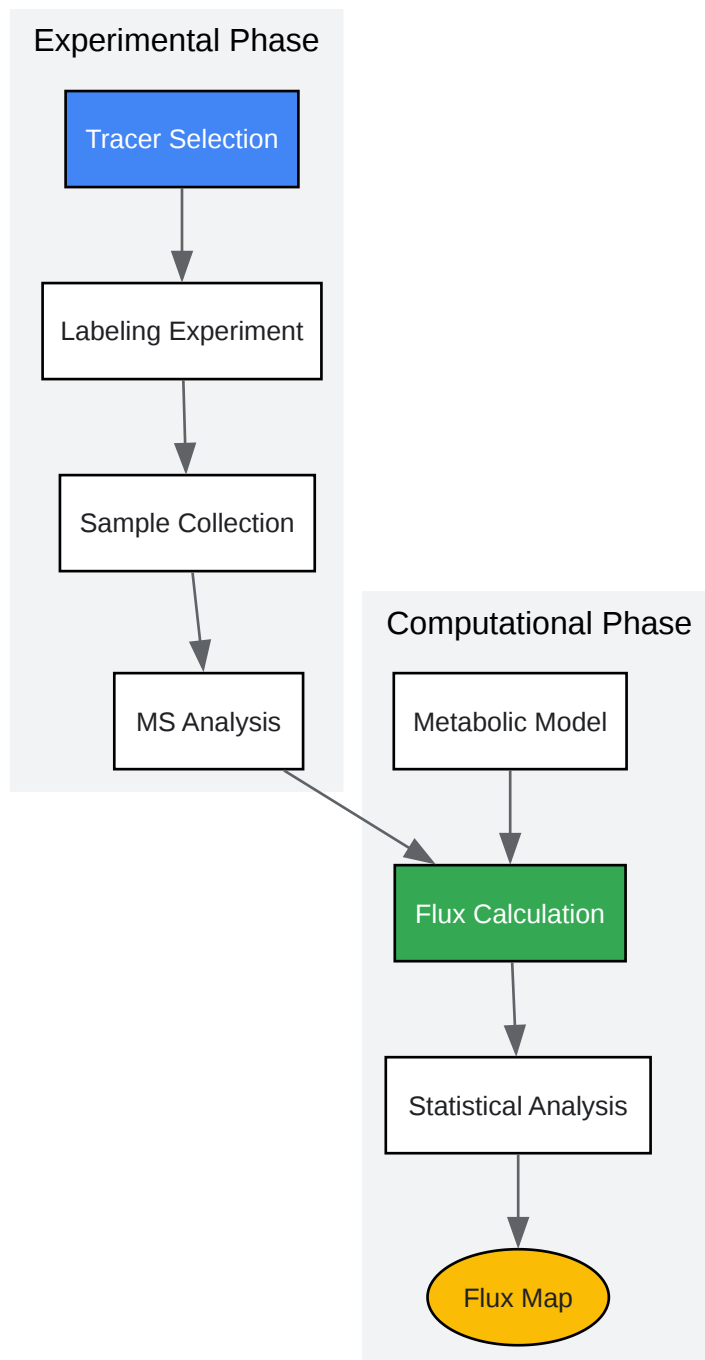 Experimental Phase
Tracer Selection
Labeling Experiment
Sample Collection
MS Analysis
Computational Phase
Metabolic Model
Flux Calculation
Statistical Analysis
Flux Map